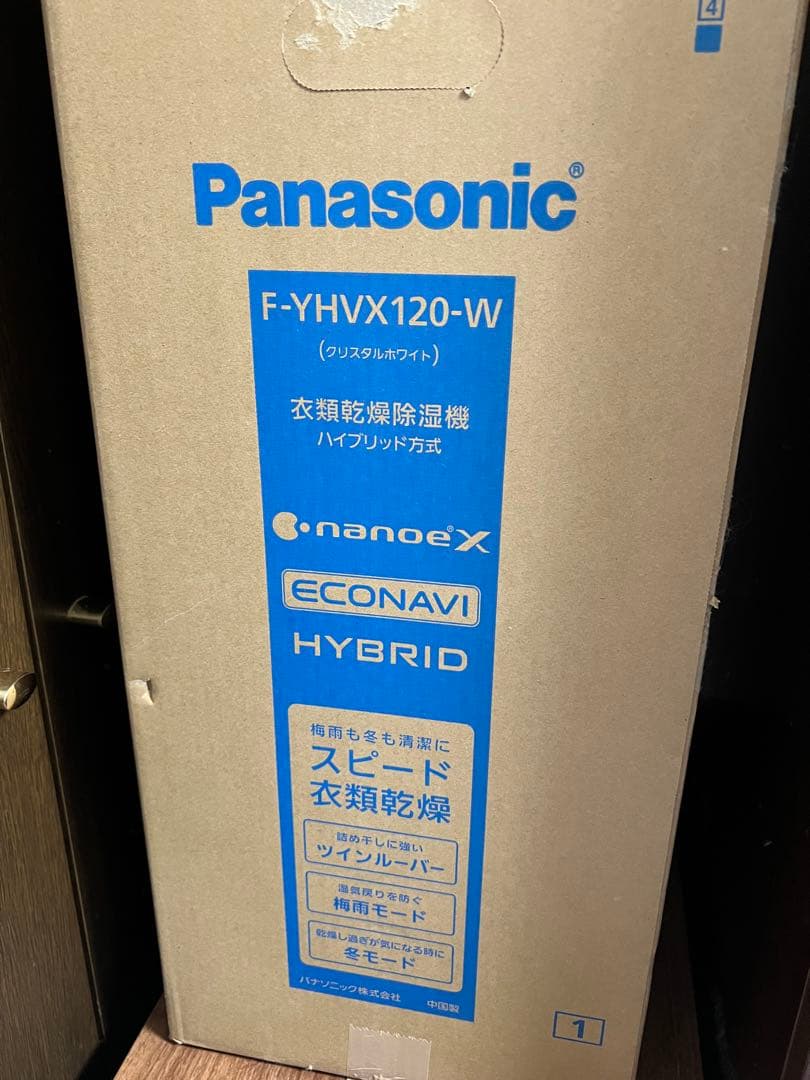 4
Panasonic®
F-YHVX120-W
(クリスタルホワイト)
衣類乾燥除湿機
ハイブリッド方式
nanoe®X
ECONAVI
HYBRID
梅雨も冬も清潔に
スピード
衣類乾燥
詰め干しに強い
ツインルーバー
湿気戻りを防ぐ
梅雨モード
乾燥し過ぎが気になる時に
冬モード
パナソニック株式会社 中国製
1